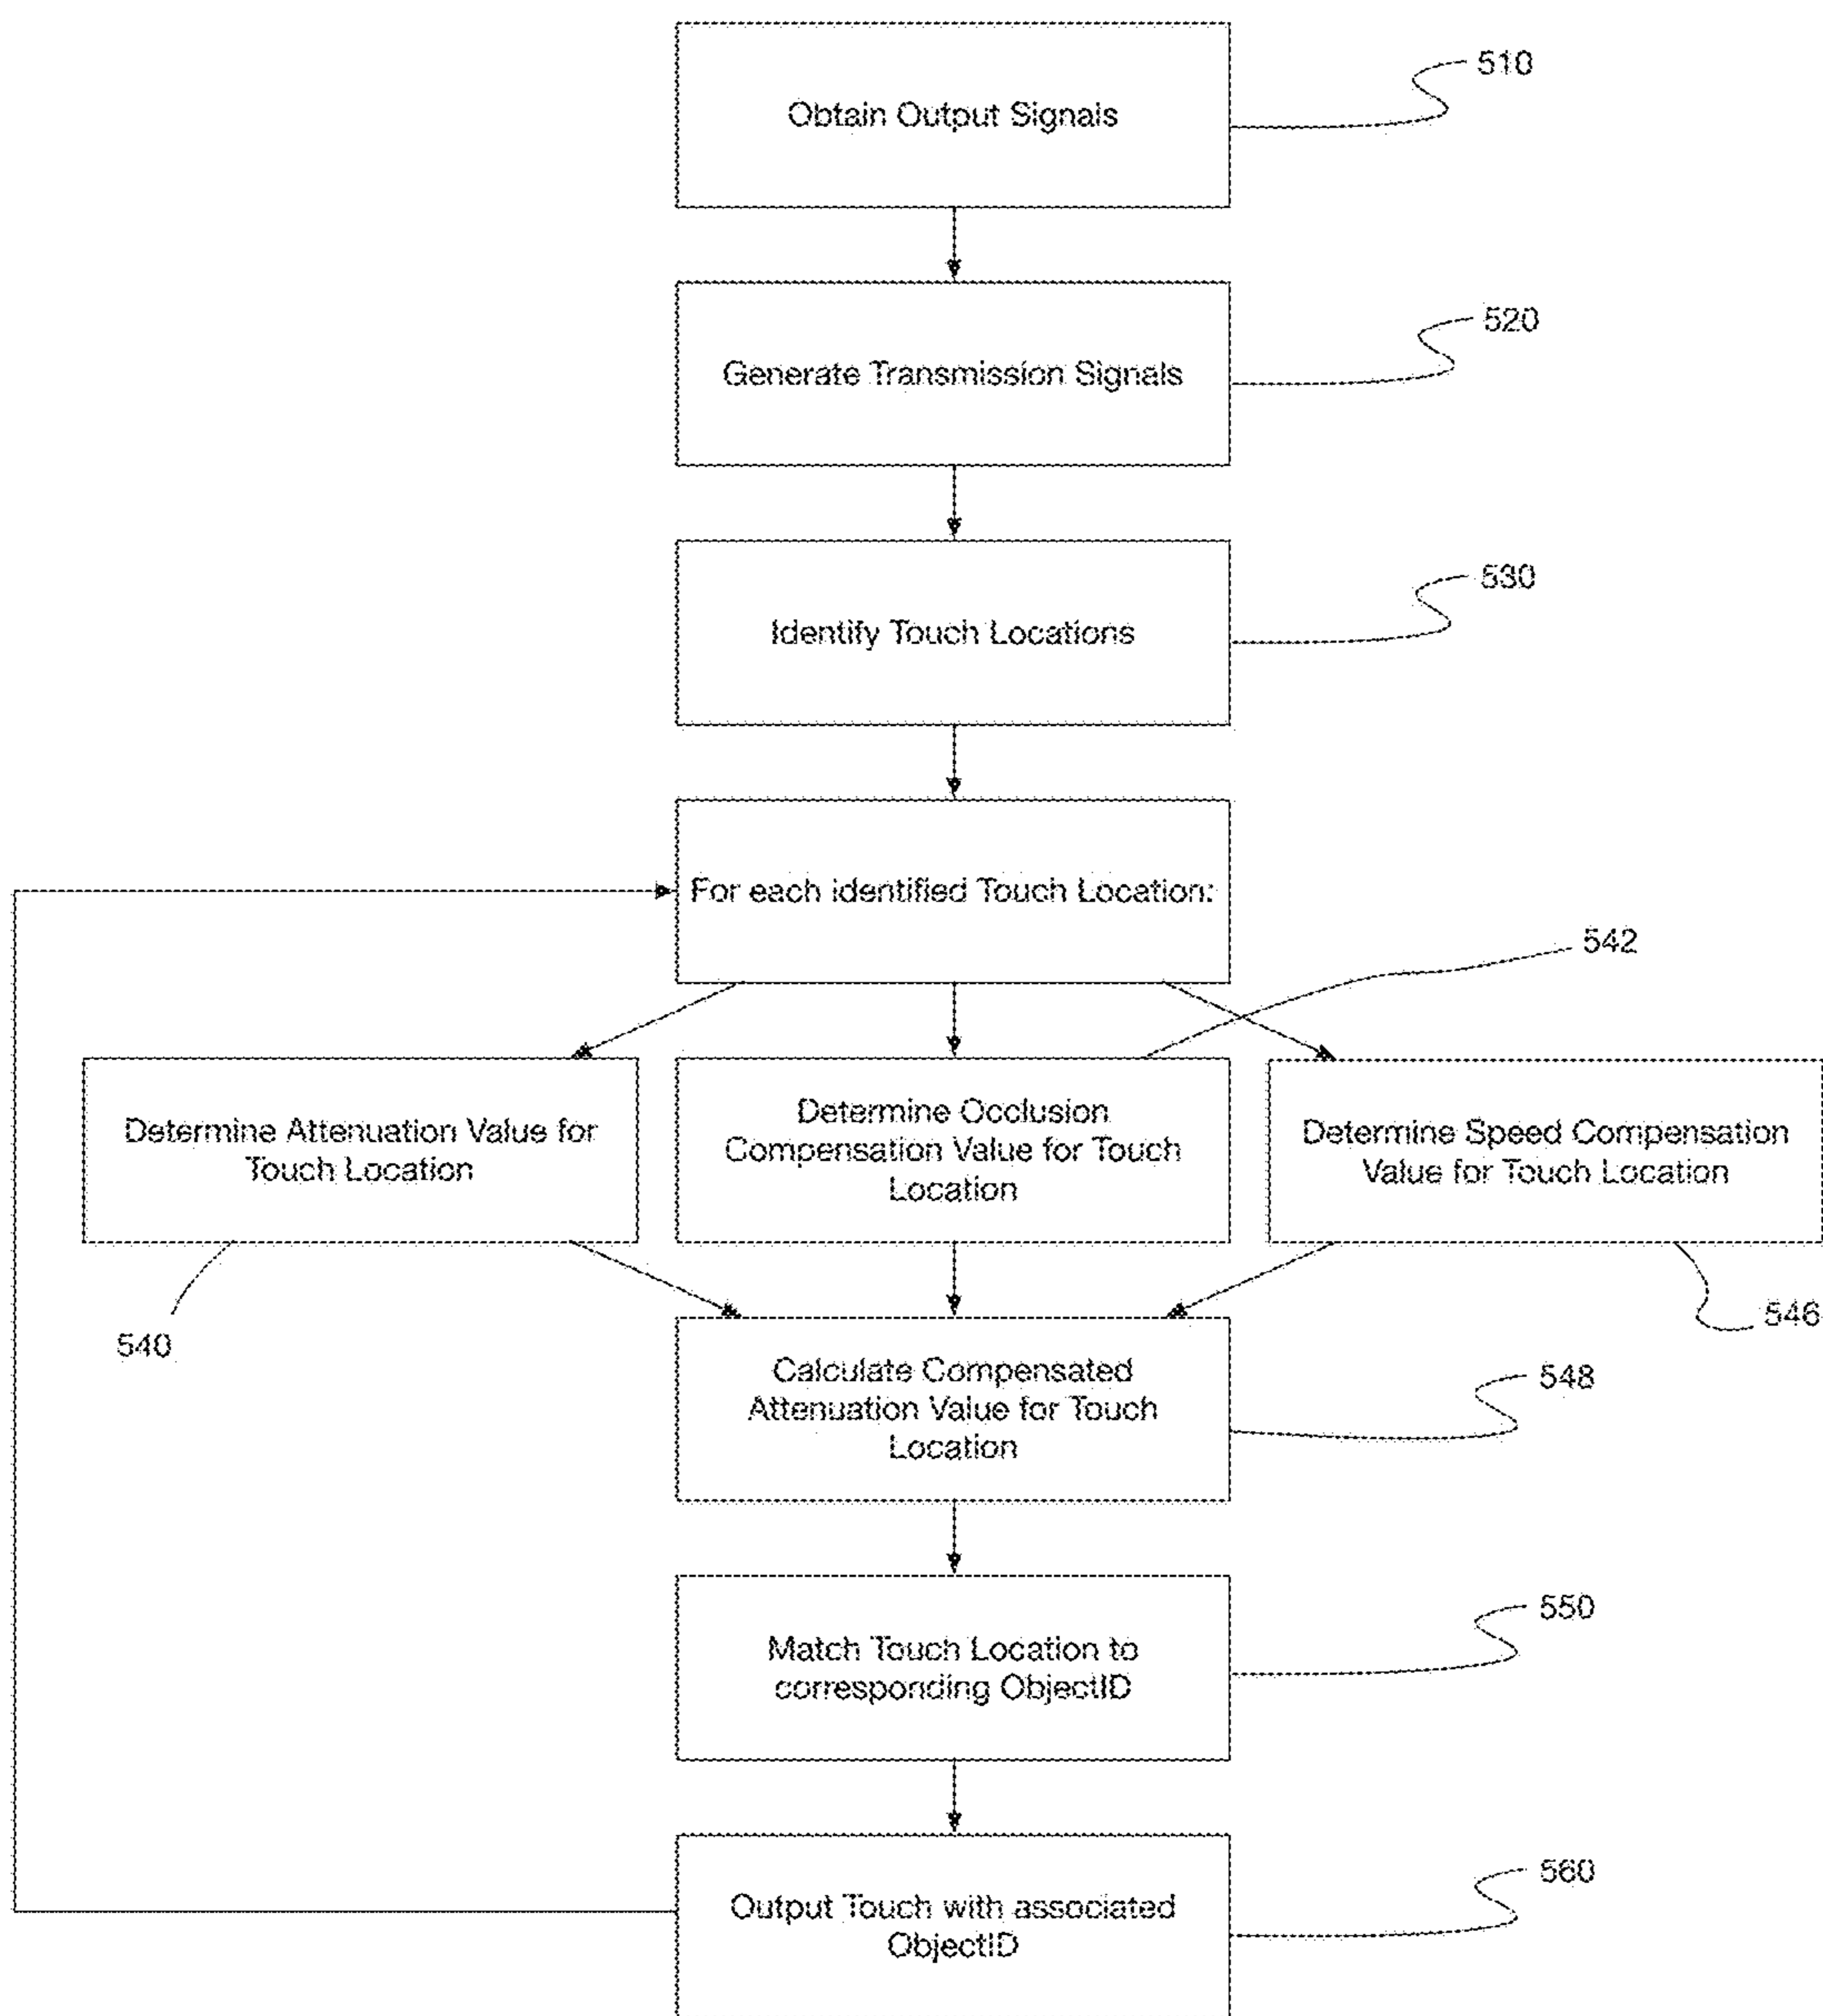 510
Obtain Output Signals
520
Generate Transmission Signals
530
Identify Touch Locations
For each identified Touch Location:
542
Determine Attenuation Value for
Touch Location
Determine Occlusion
Compensation Value for Touch
Location
Determine Speed Compensation
Value for Touch Location
540
546
Calculate Compensated
Attenuation Value for Touch
Location
548
550
Match Touch Location to
corresponding ObjectID
560
Output Touch with associated
ObjectID